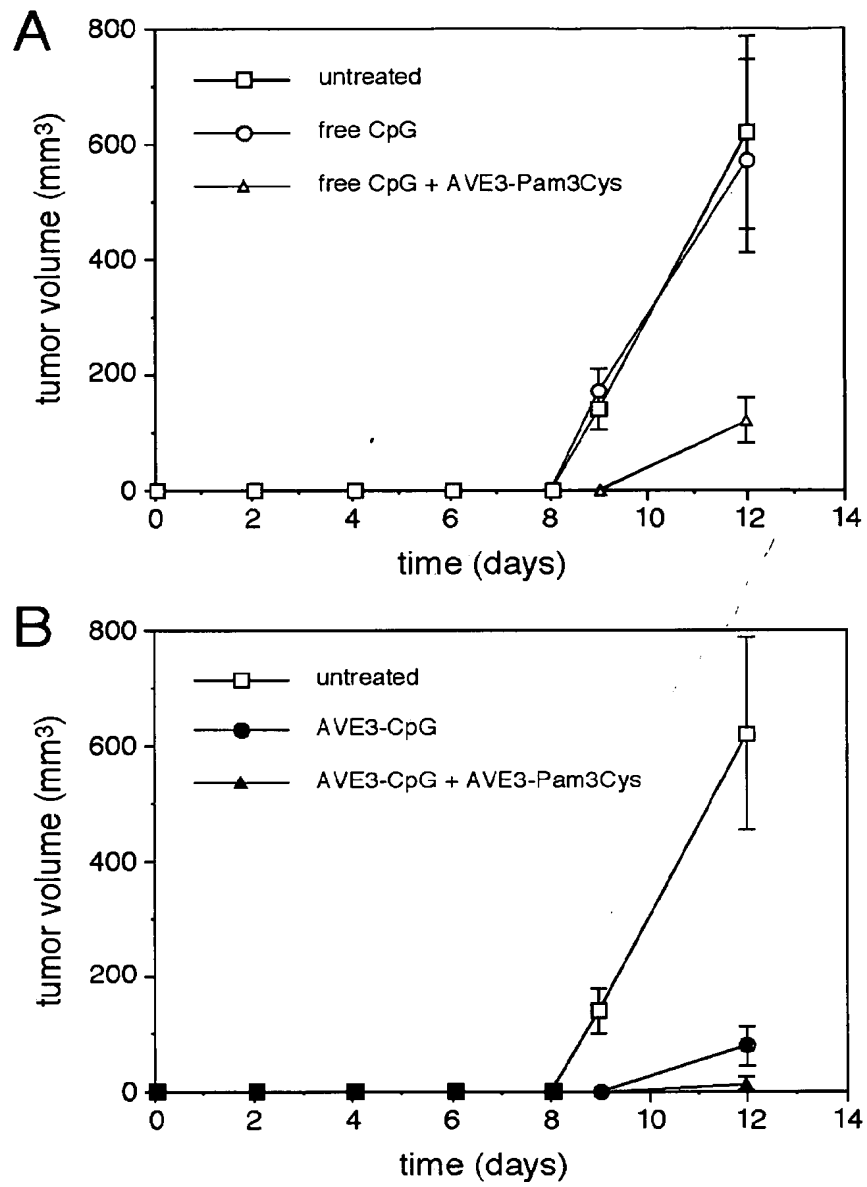 A
800
600
400
200
0
tumor volume (mm3)
untreated
free CpG
free CpG + AVE3-Pam3Cys
0 2 4 6 8 10 12 14
time (days)
B
800
600
400
200
0
tumor volume (mm3)
untreated
AVE3-CpG
AVE3-CpG + AVE3-Pam3Cys
0 2 4 6 8 10 12 14
time (days)